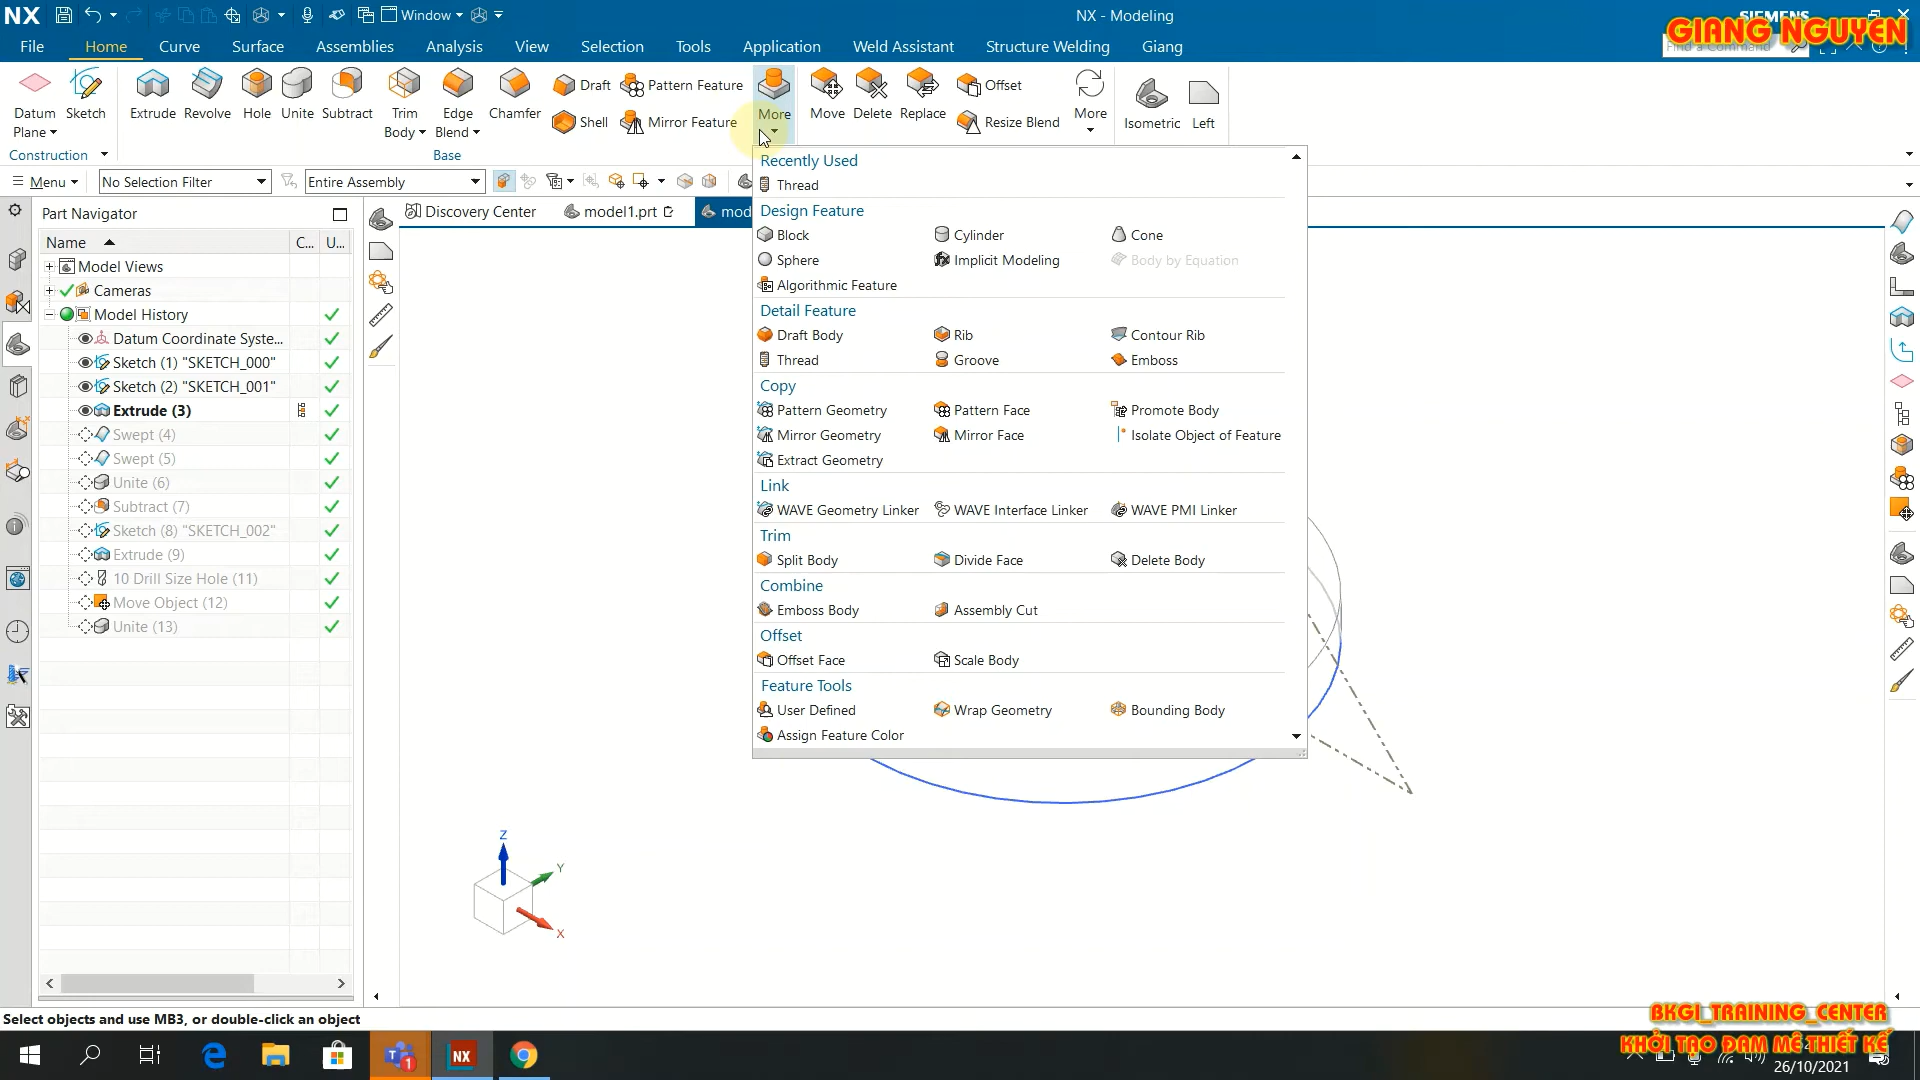 NX
Window
NX - Modeling
SIEMENS
GIANG NGUYEN
File Home Curve Surface Assemblies Analysis View Selection Tools Application Weld Assistant Structure Welding Giang
Find a Command
Datum Plane
Sketch
Extrude
Revolve
Hole
Unite
Subtract
Trim Body
Edge Blend
Chamfer
Draft
Shell
Pattern Feature
Mirror Feature
More
Move
Delete
Replace
Offset
Resize Blend
More
Isometric
Left
Construction
Base
Menu
No Selection Filter
Entire Assembly
Part Navigator
Discovery Center
model1.prt
mod
Name C... U...
Model Views
Cameras
Model History
Datum Coordinate Syste...
Sketch (1) "SKETCH_000"
Sketch (2) "SKETCH_001"
Extrude (3)
Swept (4)
Swept (5)
Unite (6)
Subtract (7)
Sketch (8) "SKETCH_002"
Extrude (9)
10 Drill Size Hole (11)
Move Object (12)
Unite (13)
Recently Used
Thread
Design Feature
Block Cylinder Cone
Sphere Implicit Modeling Body by Equation
Algorithmic Feature
Detail Feature
Draft Body Rib Contour Rib
Thread Groove Emboss
Copy
Pattern Geometry Pattern Face Promote Body
Mirror Geometry Mirror Face Isolate Object of Feature
Extract Geometry
Link
WAVE Geometry Linker WAVE Interface Linker WAVE PMI Linker
Trim
Split Body Divide Face Delete Body
Combine
Emboss Body Assembly Cut
Offset
Offset Face Scale Body
Feature Tools
User Defined Wrap Geometry Bounding Body
Assign Feature Color
Z
Y
X
Select objects and use MB3, or double-click an object
BKGI_TRAINING_CENTER
KHỞI TẠO ĐAM MÊ THIẾT KẾ
NX
1
26/10/2021